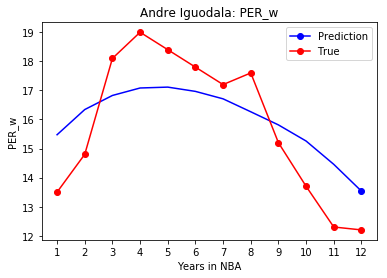 Andre Iguodala: PER_w
Prediction
True
19
18
17
16
15
14
13
12
PER_w
1 2 3 4 5 6 7 8 9 10 11 12
Years in NBA